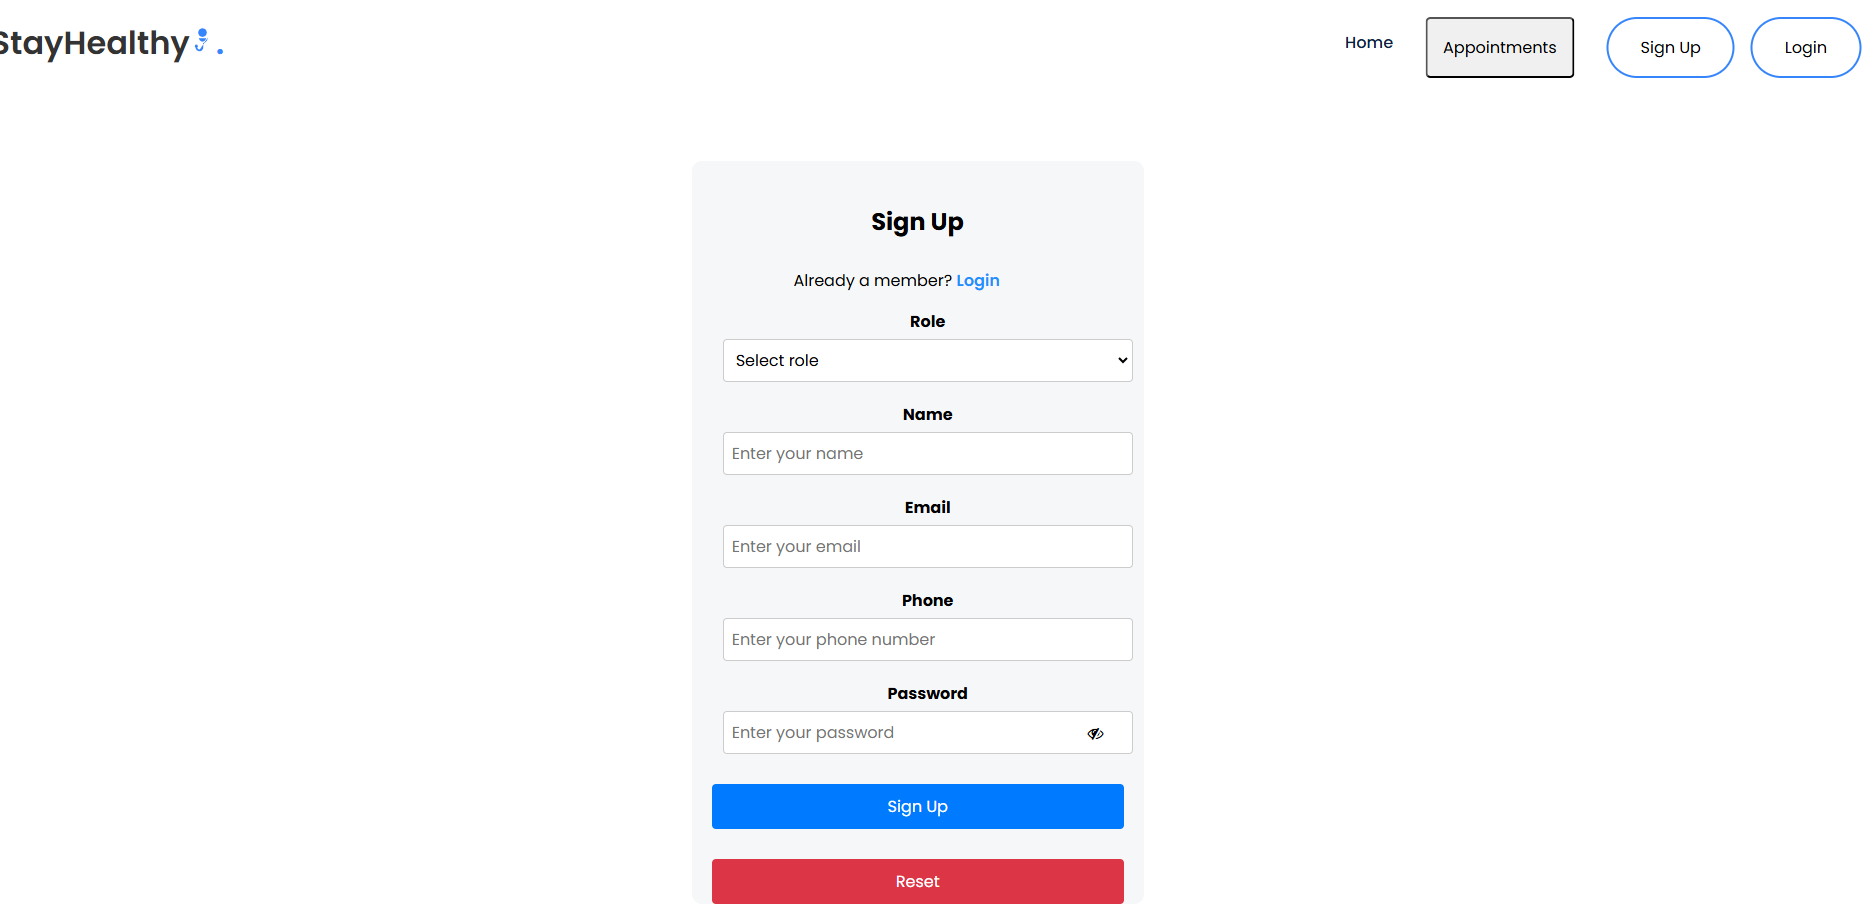 StayHealthy .
Home
Appointments
Sign Up
Login
Sign Up
Already a member? Login
Role
Select role
Name
Enter your name
Email
Enter your email
Phone
Enter your phone number
Password
Enter your password
Sign Up
Reset